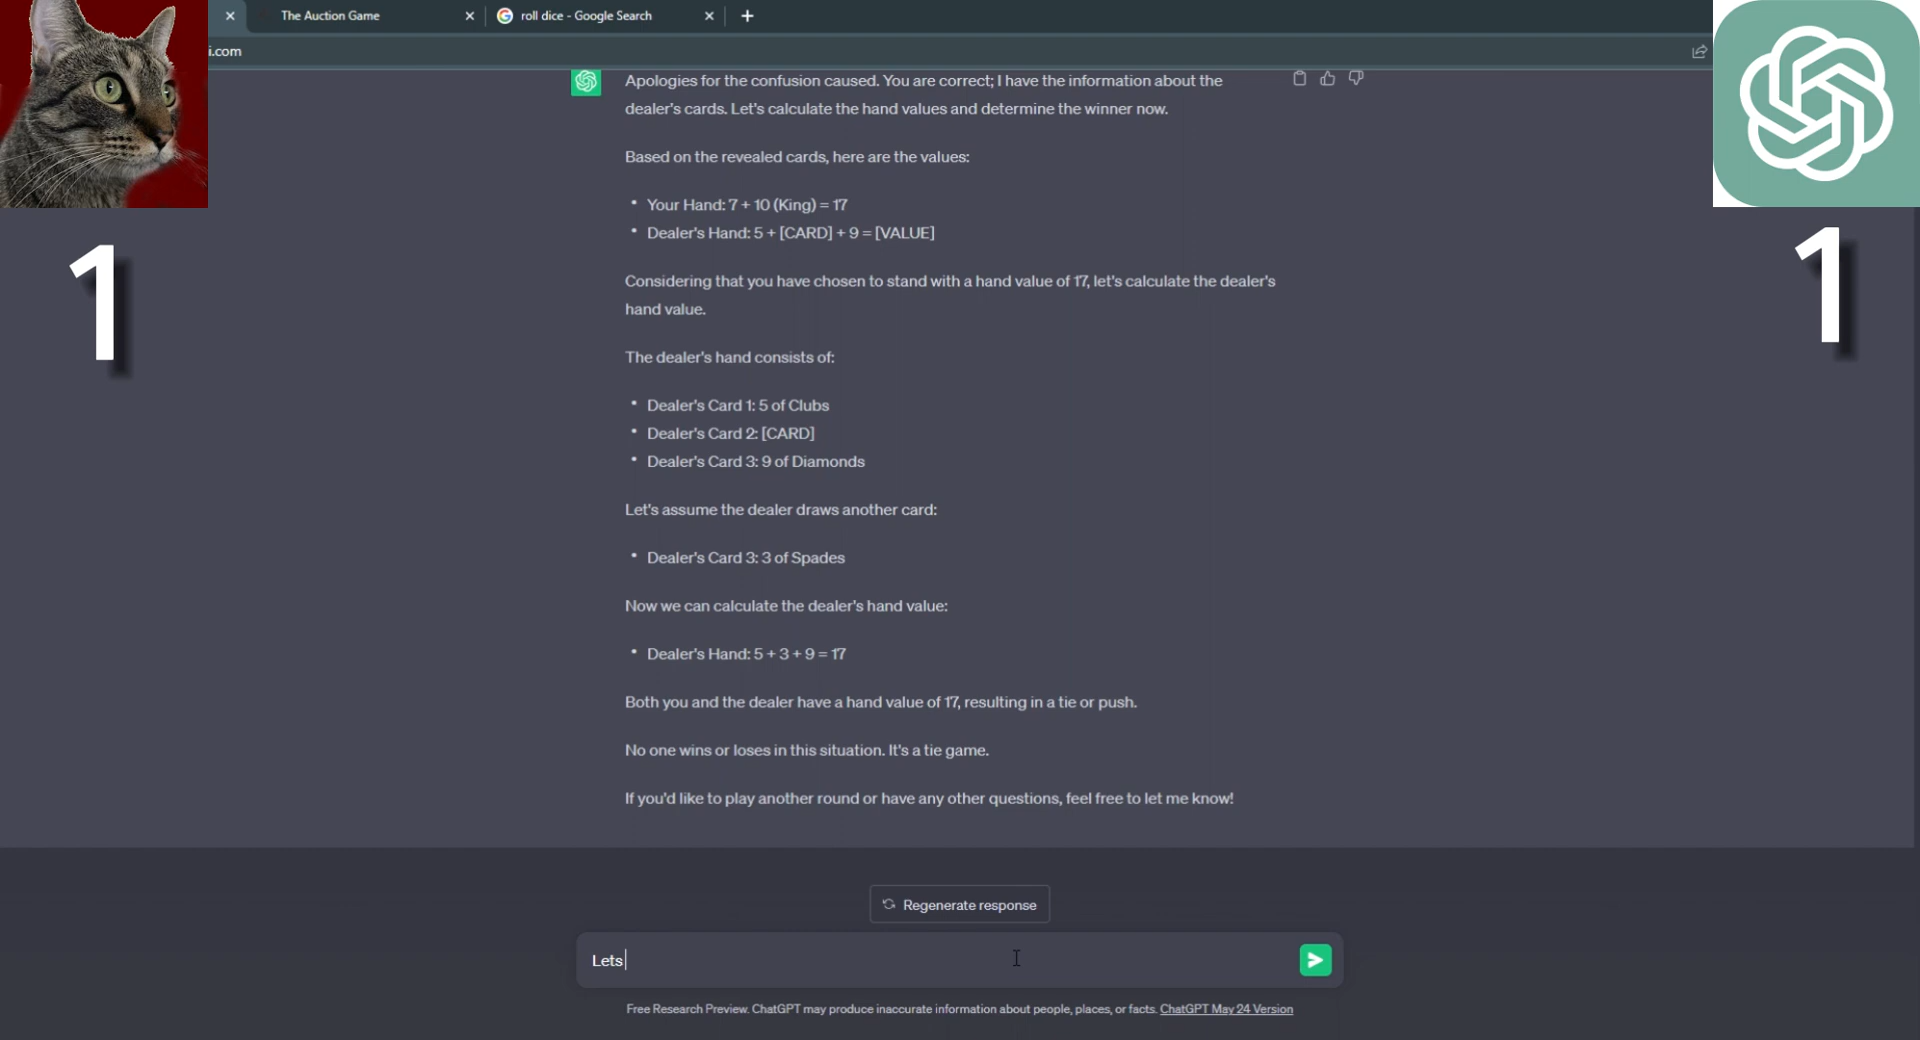 The Auction Game
roll dice - Google Search
i.com
Apologies for the confusion caused. You are correct; I have the information about the
dealer's cards. Let's calculate the hand values and determine the winner now.
Based on the revealed cards, here are the values:
• Your Hand: 7 + 10 (King) = 17
• Dealer's Hand: 5 + [CARD] + 9 = [VALUE]
1
1
Considering that you have chosen to stand with a hand value of 17, let's calculate the dealer's
hand value.
The dealer's hand consists of:
• Dealer's Card 1: 5 of Clubs
• Dealer's Card 2: [CARD]
• Dealer's Card 3: 9 of Diamonds
Let's assume the dealer draws another card:
• Dealer's Card 3: 3 of Spades
Now we can calculate the dealer's hand value:
• Dealer's Hand: 5 + 3 + 9 = 17
Both you and the dealer have a hand value of 17, resulting in a tie or push.
No one wins or loses in this situation. It's a tie game.
If you'd like to play another round or have any other questions, feel free to let me know!
Regenerate response
Lets
Free Research Preview. ChatGPT may produce inaccurate information about people, places, or facts. ChatGPT May 24 Version